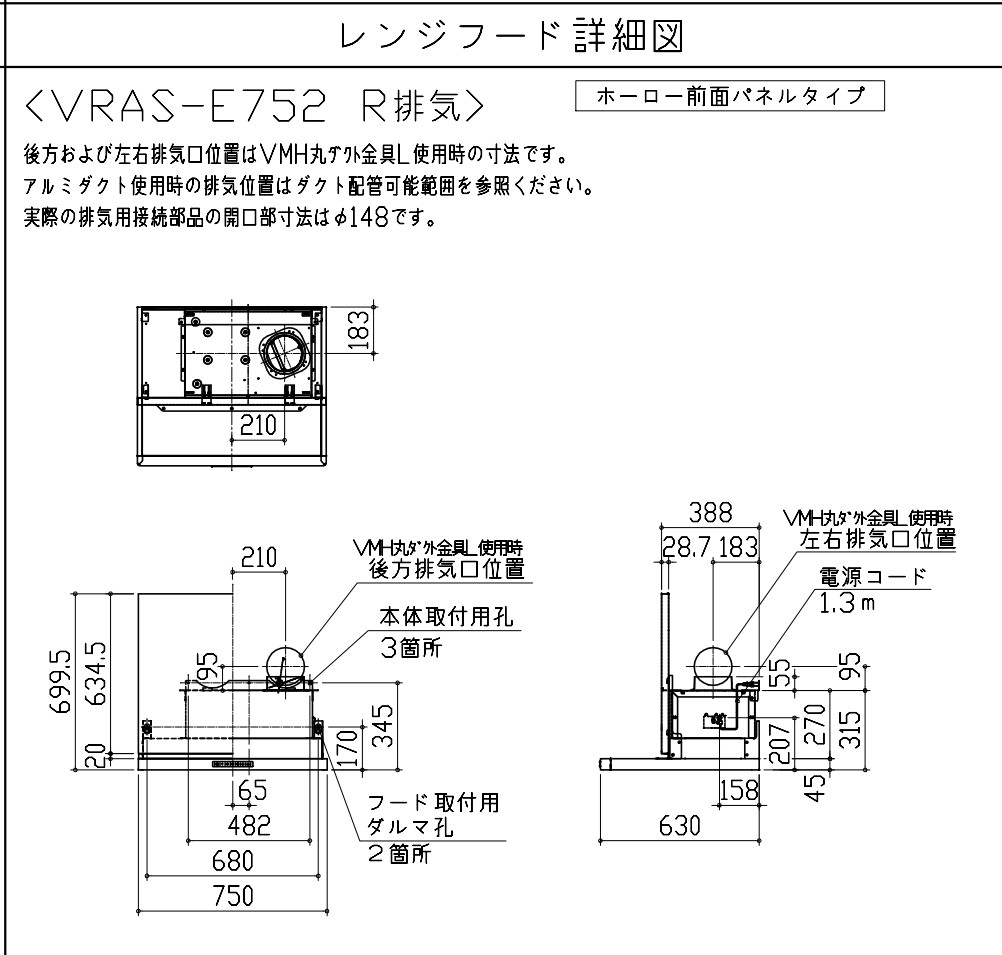 レンジフード詳細図
<VRAS-E752 R排気>
ホーロー前面パネルタイプ
後方および左右排気口位置はVMH丸ダクト金具L使用時の寸法です。
アルミダクト使用時の排気位置はダクト配管可能範囲を参照ください。
実際の排気用接続部品の開口部寸法はφ148です。
183
210
210
VMH丸ダクト金具L使用時
後方排気口位置
本体取付用孔
3箇所
699.5
634.5
20
95
345
170
65
482
680
750
フード取付用
ダルマ孔
2箇所
388
28.7
183
VMH丸ダクト金具L使用時
左右排気口位置
電源コード
1.3m
55
95
207
270
315
45
158
630